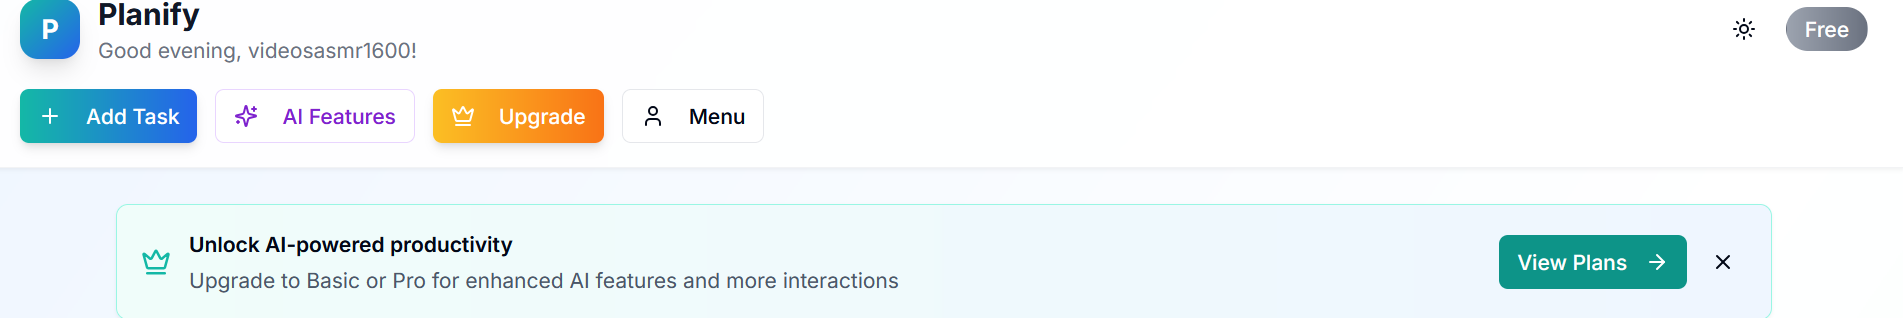 P
Planify
Good evening, videosasmr1600!
Free
Add Task
AI Features
Upgrade
Menu
Unlock AI-powered productivity
Upgrade to Basic or Pro for enhanced AI features and more interactions
View Plans